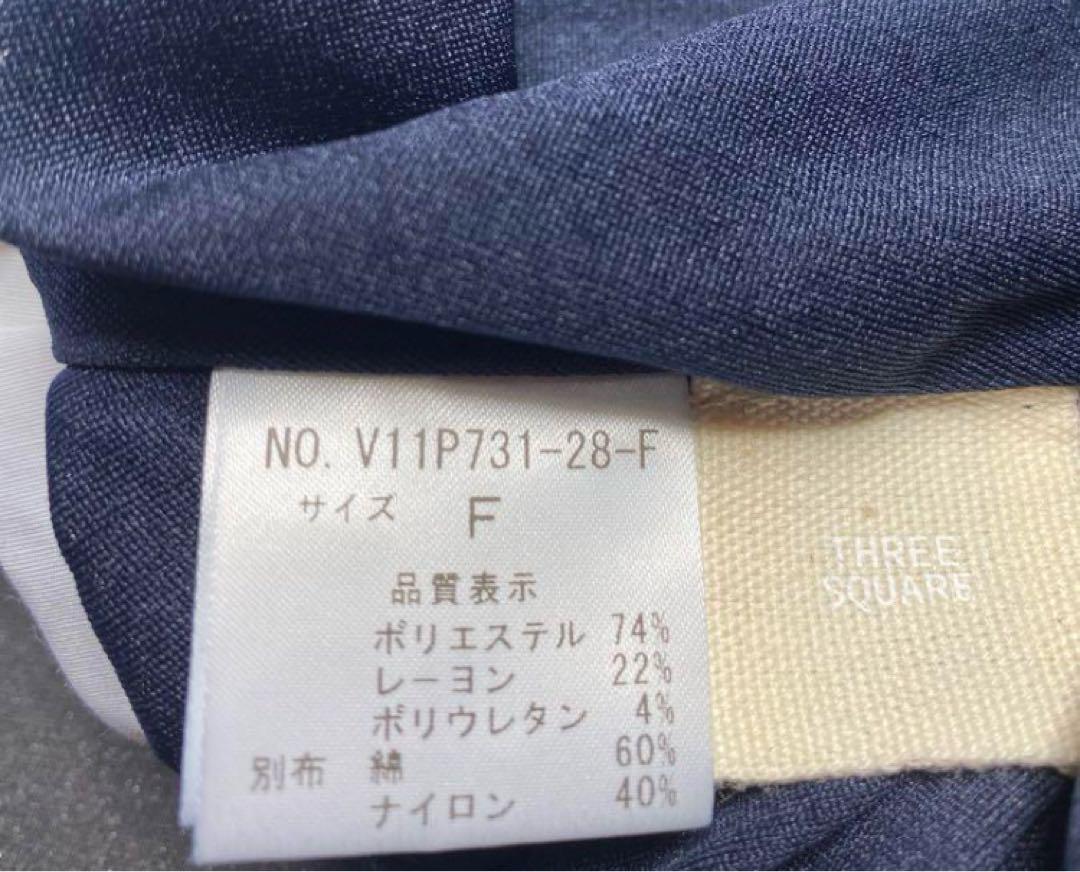 NO. V11P731-28-F
サイズ F
品質表示
ポリエステル 74%
レーヨン 22%
ポリウレタン 4%
別布 綿 60%
ナイロン 40%
THREE
SQUARE